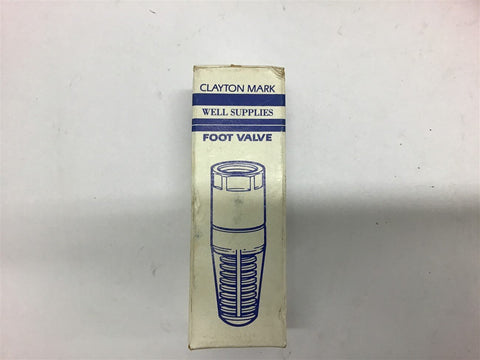 CLAYTON MARK
WELL SUPPLIES
FOOT VALVE